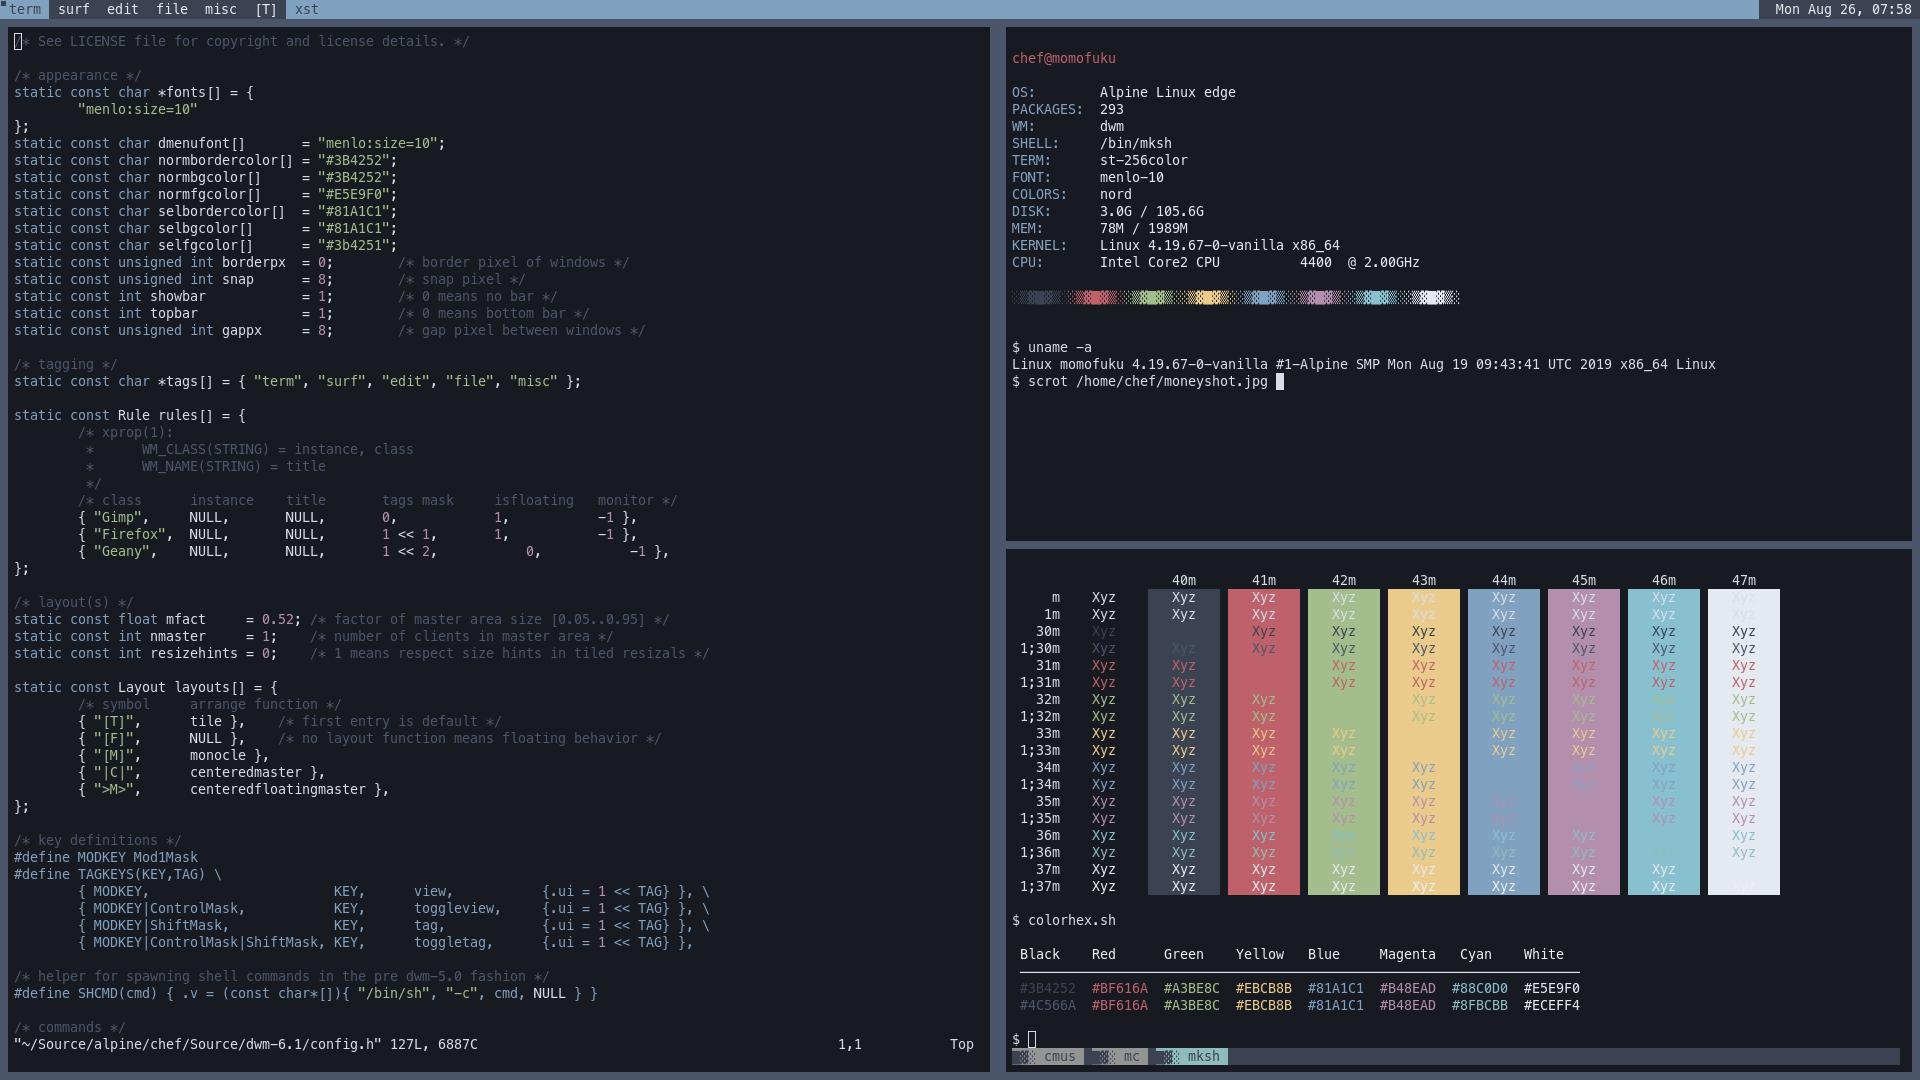 term surf edit file misc [T] xst Mon Aug 26, 07:58
/* See LICENSE file for copyright and license details. */
/* appearance */
static const char *fonts[] = {
        "menlo:size=10"
};
static const char dmenufont[]       = "menlo:size=10";
static const char normbordercolor[] = "#3B4252";
static const char normbgcolor[]     = "#3B4252";
static const char normfgcolor[]     = "#E5E9F0";
static const char selbordercolor[]  = "#81A1C1";
static const char selbgcolor[]      = "#81A1C1";
static const char selfgcolor[]      = "#3b4251";
static const unsigned int borderpx  = 0;        /* border pixel of windows */
static const unsigned int snap      = 8;        /* snap pixel */
static const int showbar            = 1;        /* 0 means no bar */
static const int topbar             = 1;        /* 0 means bottom bar */
static const unsigned int gappx     = 8;        /* gap pixel between windows */
/* tagging */
static const char *tags[] = { "term", "surf", "edit", "file", "misc" };
static const Rule rules[] = {
        /* xprop(1):
         *      WM_CLASS(STRING) = instance, class
         *      WM_NAME(STRING) = title
         */
        /* class      instance    title       tags mask     isfloating   monitor */
        { "Gimp",     NULL,       NULL,       0,            1,           -1 },
        { "Firefox",  NULL,       NULL,       1 << 1,       1,           -1 },
        { "Geany",    NULL,       NULL,       1 << 2,           0,           -1 },
};
/* layout(s) */
static const float mfact     = 0.52; /* factor of master area size [0.05..0.95] */
static const int nmaster     = 1;    /* number of clients in master area */
static const int resizehints = 0;    /* 1 means respect size hints in tiled resizals */
static const Layout layouts[] = {
        /* symbol     arrange function */
        { "[T]",      tile },    /* first entry is default */
        { "[F]",      NULL },    /* no layout function means floating behavior */
        { "[M]",      monocle },
        { "|C|",      centeredmaster },
        { ">M>",      centeredfloatingmaster },
};
/* key definitions */
#define MODKEY Mod1Mask
#define TAGKEYS(KEY,TAG) \
        { MODKEY,                       KEY,      view,           {.ui = 1 << TAG} }, \
        { MODKEY|ControlMask,           KEY,      toggleview,     {.ui = 1 << TAG} }, \
        { MODKEY|ShiftMask,             KEY,      tag,            {.ui = 1 << TAG} }, \
        { MODKEY|ControlMask|ShiftMask, KEY,      toggletag,      {.ui = 1 << TAG} },
/* helper for spawning shell commands in the pre dwm-5.0 fashion */
#define SHCMD(cmd) { .v = (const char*[]){ "/bin/sh", "-c", cmd, NULL } }
/* commands */
"~/Source/alpine/chef/Source/dwm-6.1/config.h" 127L, 6887C 1,1 Top
chef@momofuku
OS:        Alpine Linux edge
PACKAGES:  293
WM:        dwm
SHELL:     /bin/mksh
TERM:      st-256color
FONT:      menlo-10
COLORS:    nord
DISK:      3.0G / 105.6G
MEM:       78M / 1989M
KERNEL:    Linux 4.19.67-0-vanilla x86_64
CPU:       Intel Core2 CPU          4400  @ 2.00GHz
$ uname -a
Linux momofuku 4.19.67-0-vanilla #1-Alpine SMP Mon Aug 19 09:43:41 UTC 2019 x86_64 Linux
$ scrot /home/chef/moneyshot.jpg
40m 41m 42m 43m 44m 45m 46m 47m
m Xyz Xyz Xyz Xyz Xyz Xyz Xyz Xyz Xyz
1m Xyz Xyz Xyz Xyz Xyz Xyz Xyz Xyz Xyz
30m Xyz Xyz Xyz Xyz Xyz Xyz Xyz Xyz
1;30m Xyz Xyz Xyz Xyz Xyz Xyz Xyz Xyz Xyz
31m Xyz Xyz Xyz Xyz Xyz Xyz Xyz Xyz
1;31m Xyz Xyz Xyz Xyz Xyz Xyz Xyz Xyz
32m Xyz Xyz Xyz Xyz Xyz Xyz Xyz Xyz
1;32m Xyz Xyz Xyz Xyz Xyz Xyz Xyz Xyz
33m Xyz Xyz Xyz Xyz Xyz Xyz Xyz Xyz
1;33m Xyz Xyz Xyz Xyz Xyz Xyz Xyz Xyz
34m Xyz Xyz Xyz Xyz Xyz Xyz Xyz Xyz
1;34m Xyz Xyz Xyz Xyz Xyz Xyz Xyz Xyz
35m Xyz Xyz Xyz Xyz Xyz Xyz Xyz Xyz
1;35m Xyz Xyz Xyz Xyz Xyz Xyz Xyz Xyz
36m Xyz Xyz Xyz Xyz Xyz Xyz Xyz Xyz
1;36m Xyz Xyz Xyz Xyz Xyz Xyz Xyz
37m Xyz Xyz Xyz Xyz Xyz Xyz Xyz Xyz
1;37m Xyz Xyz Xyz Xyz Xyz Xyz Xyz Xyz
$ colorhex.sh
Black Red Green Yellow Blue Magenta Cyan White
#3B4252 #BF616A #A3BE8C #EBCB8B #81A1C1 #B48EAD #88C0D0 #E5E9F0
#4C566A #BF616A #A3BE8C #EBCB8B #81A1C1 #B48EAD #8FBCBB #ECEFF4
$
cmus mc mksh